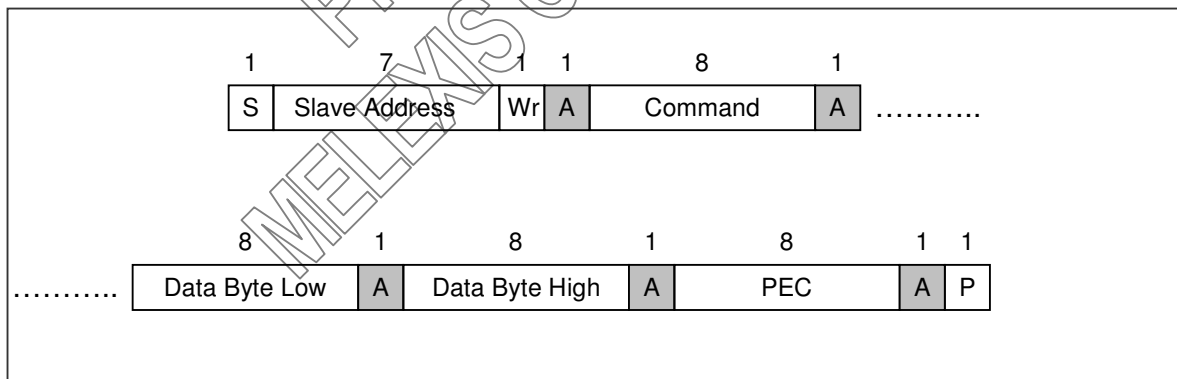 MELEXIS
1 7 1 1 8 1
S Slave Address Wr A Command A ...........
8 1 8 1 8 1 1
........... Data Byte Low A Data Byte High A PEC A P